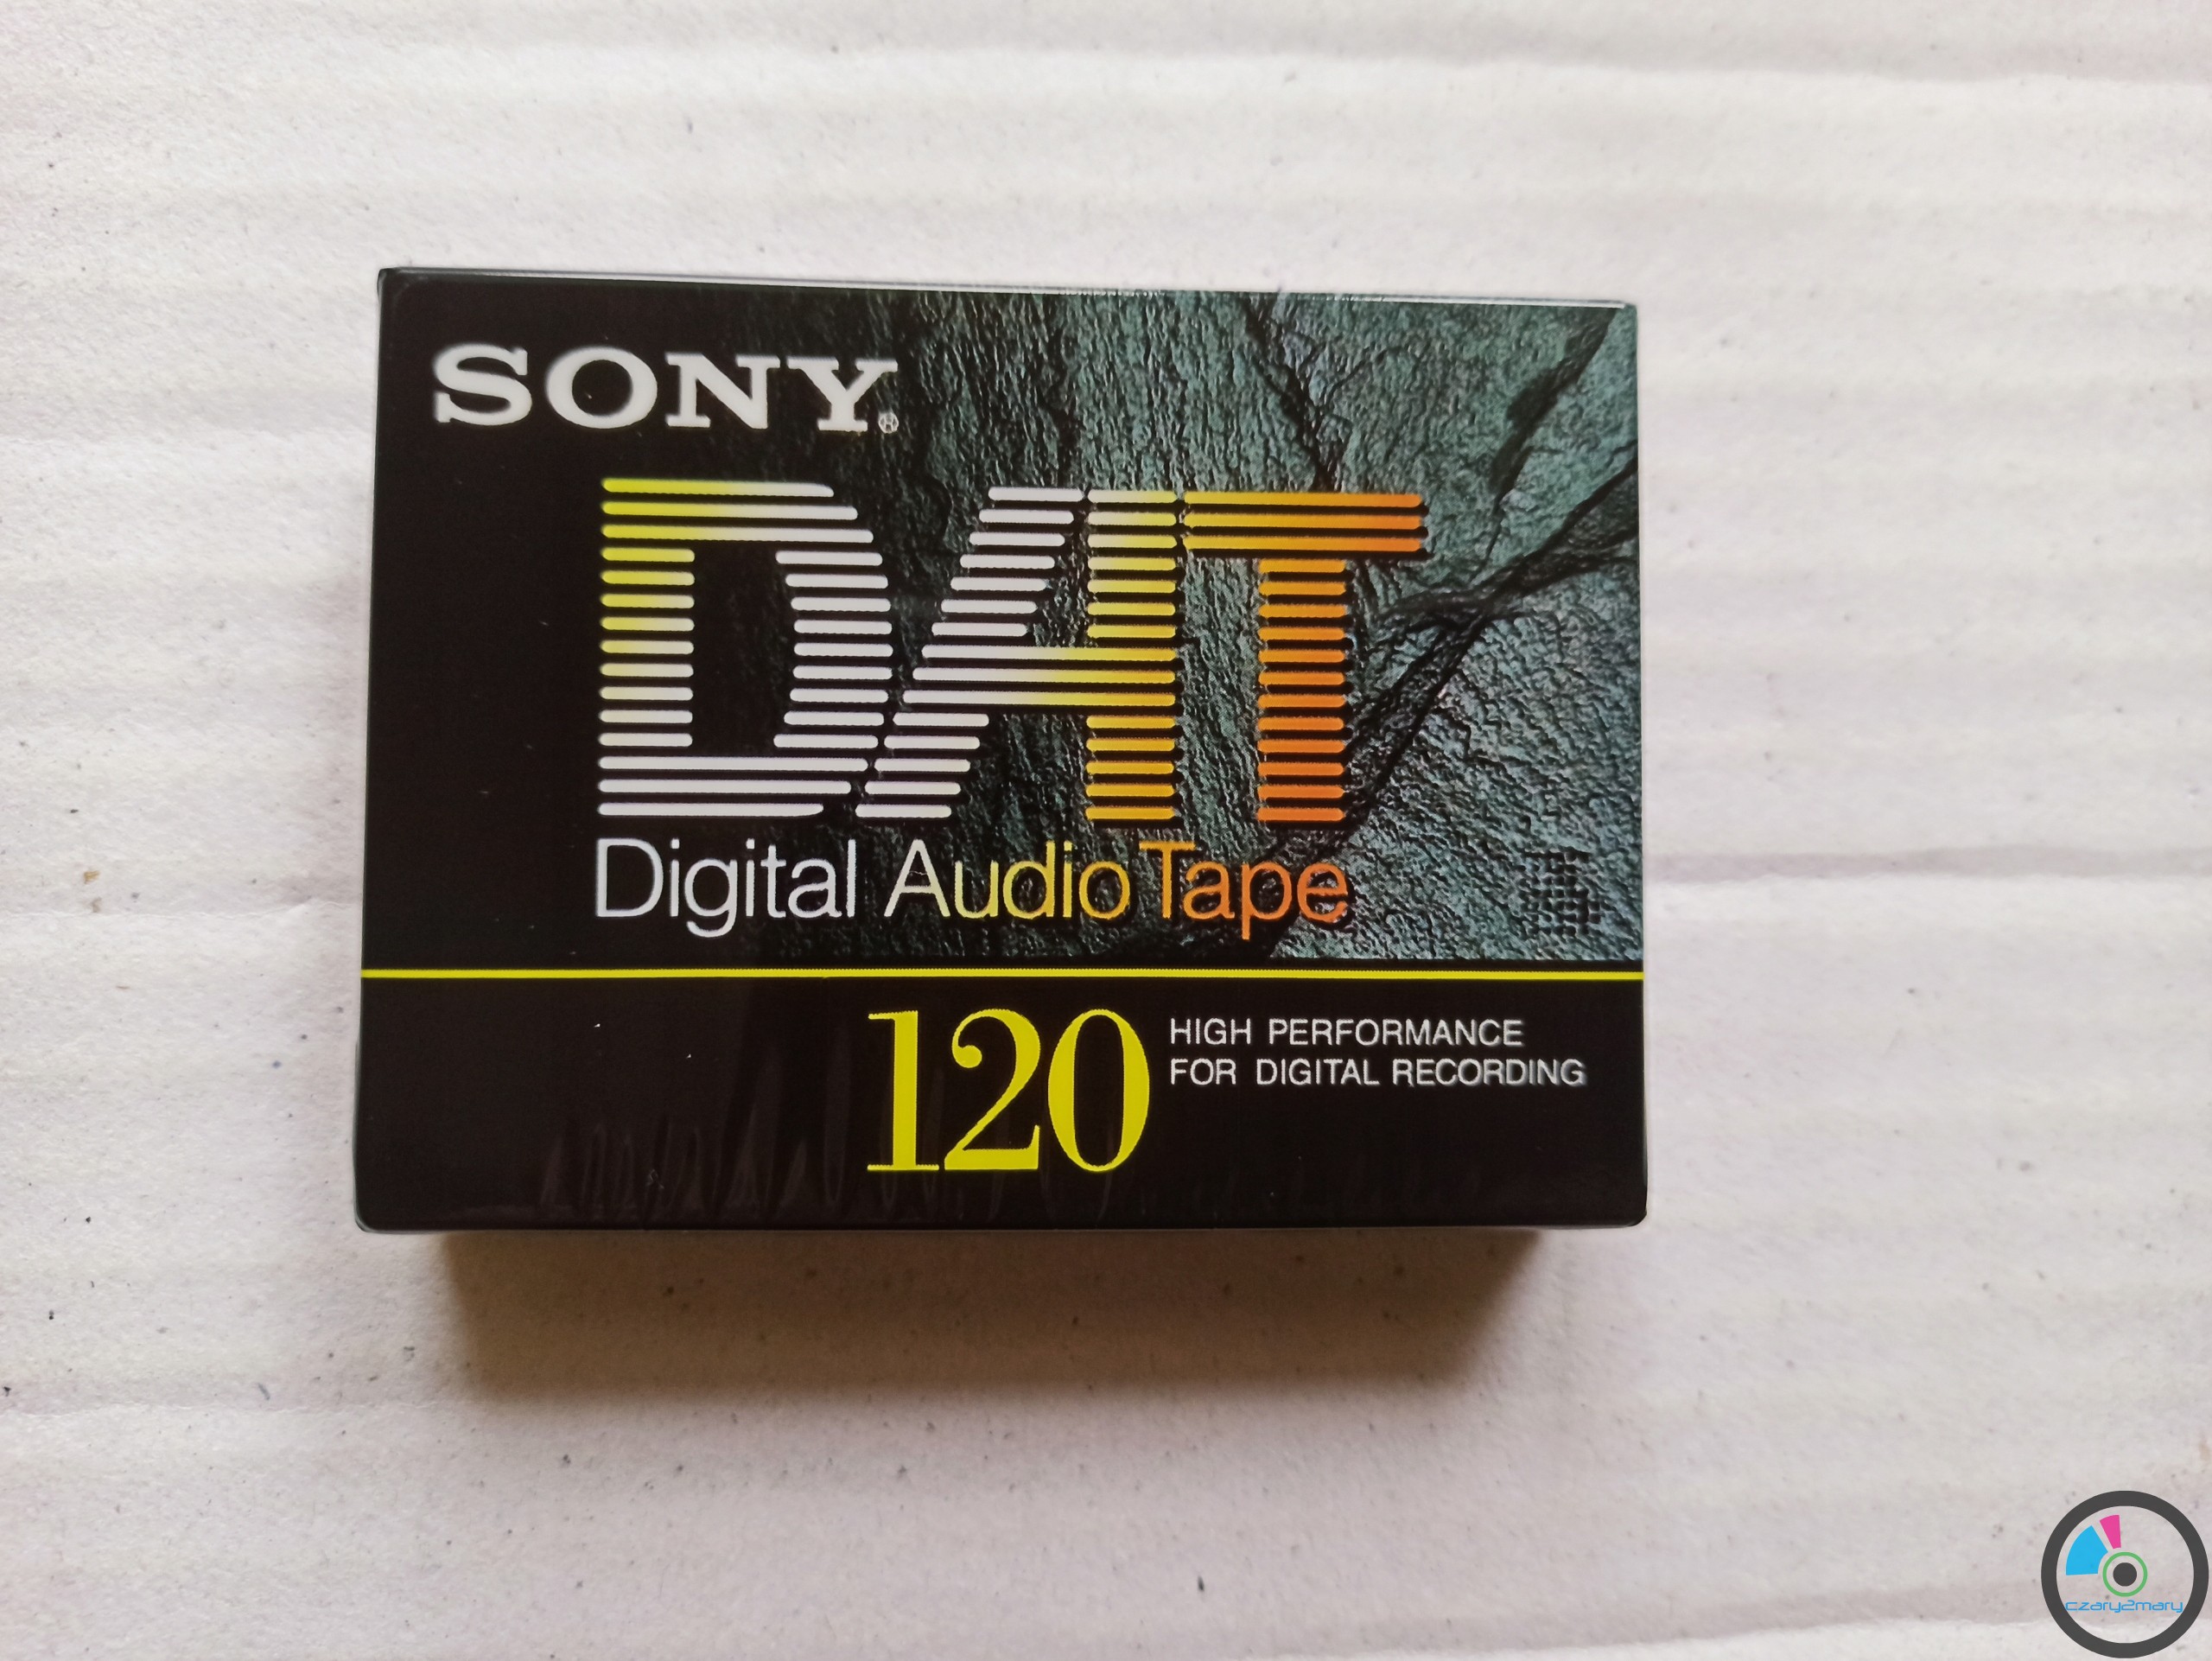 SONY®
DAT
Digital Audio Tape
120
HIGH PERFORMANCE
FOR DIGITAL RECORDING
czary2mary